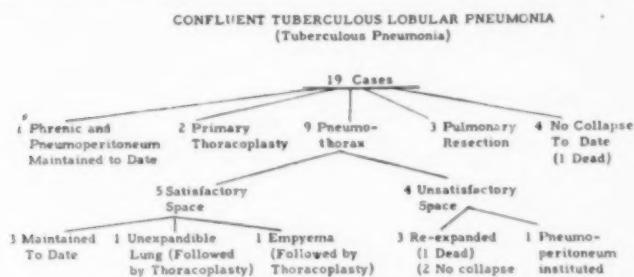 CONFLUENT TUBERCULOUS LOBULAR PNEUMONIA
(Tuberculous Pneumonia)
19 Cases
1 Phrenic and
Pneumoperitoneum
Maintained to Date
2 Primary
Thoracoplasty
9 Pneumo-
thorax
3 Pulmonary
Resection
4 No Collapse
To Date
(1 Dead)
5 Satisfactory
Space
4 Unsatisfactory
Space
3 Maintained
To Date
1 Unexpandible
Lung (Followed
by Thoracoplasty)
1 Empyema
(Followed by
Thoracoplasty)
3 Re-expanded
(1 Dead)
(2 No collapse
1 Pneumo-
peritoneum
instituted